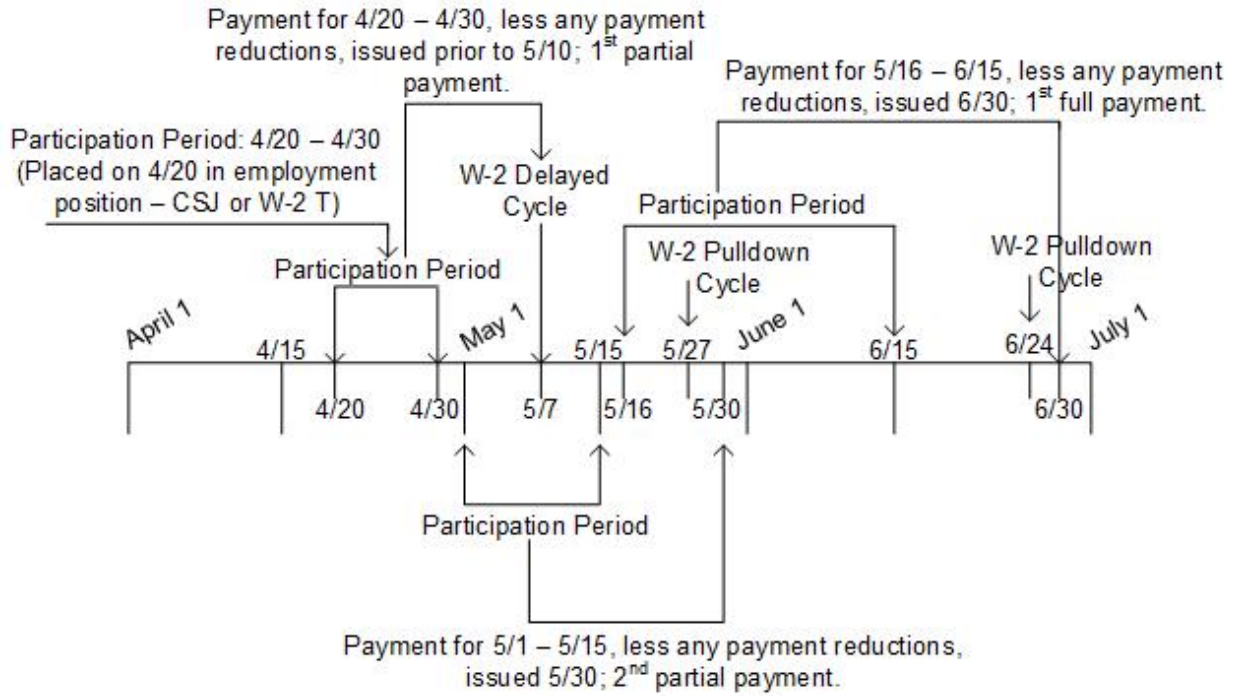 Payment for 4/20 – 4/30, less any payment
reductions, issued prior to 5/10; 1st partial
payment.
Payment for 5/16 – 6/15, less any payment
reductions, issued 6/30; 1st full payment.
Participation Period: 4/20 – 4/30
(Placed on 4/20 in employment
position – CSJ or W-2 T)
W-2 Delayed
Cycle
Participation Period
Participation Period
W-2 Pulldown
Cycle
W-2 Pulldown
Cycle
April 1
May 1
June 1
July 1
4/15
5/15
5/27
6/15
6/24
4/20
4/30
5/7
5/16
5/30
6/30
Participation Period
Payment for 5/1 – 5/15, less any payment reductions,
issued 5/30; 2nd partial payment.